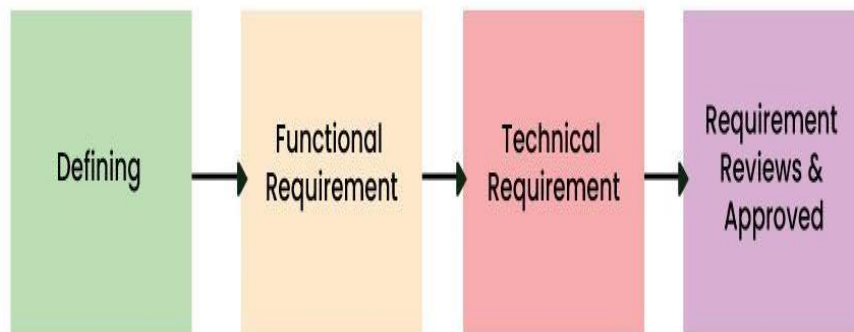 Defining
Functional
Requirement
Technical
Requirement
Requirement
Reviews &
Approved